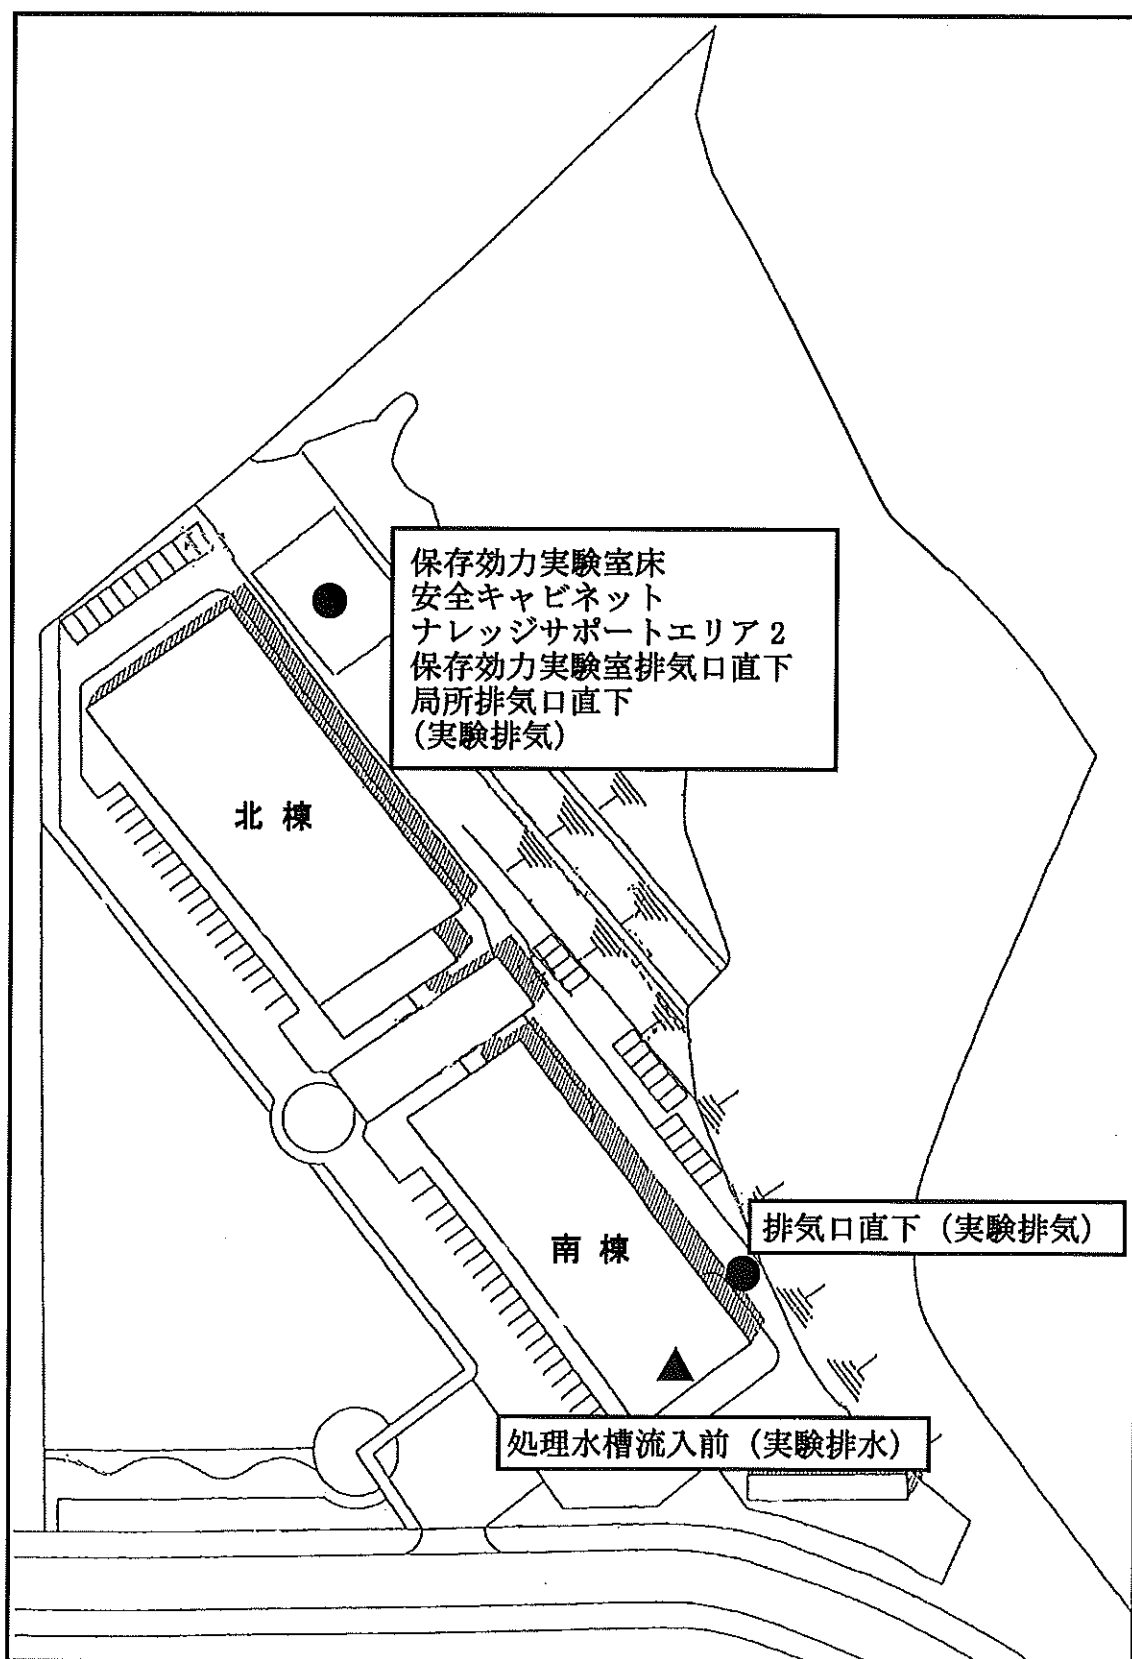 保存効力実験室床
安全キャビネット
ナレッジサポートエリア2
保存効力実験室排気口直下
局所排気口直下
(実験排気)
北棟
排気口直下(実験排気)
南棟
処理水槽流入前(実験排水)